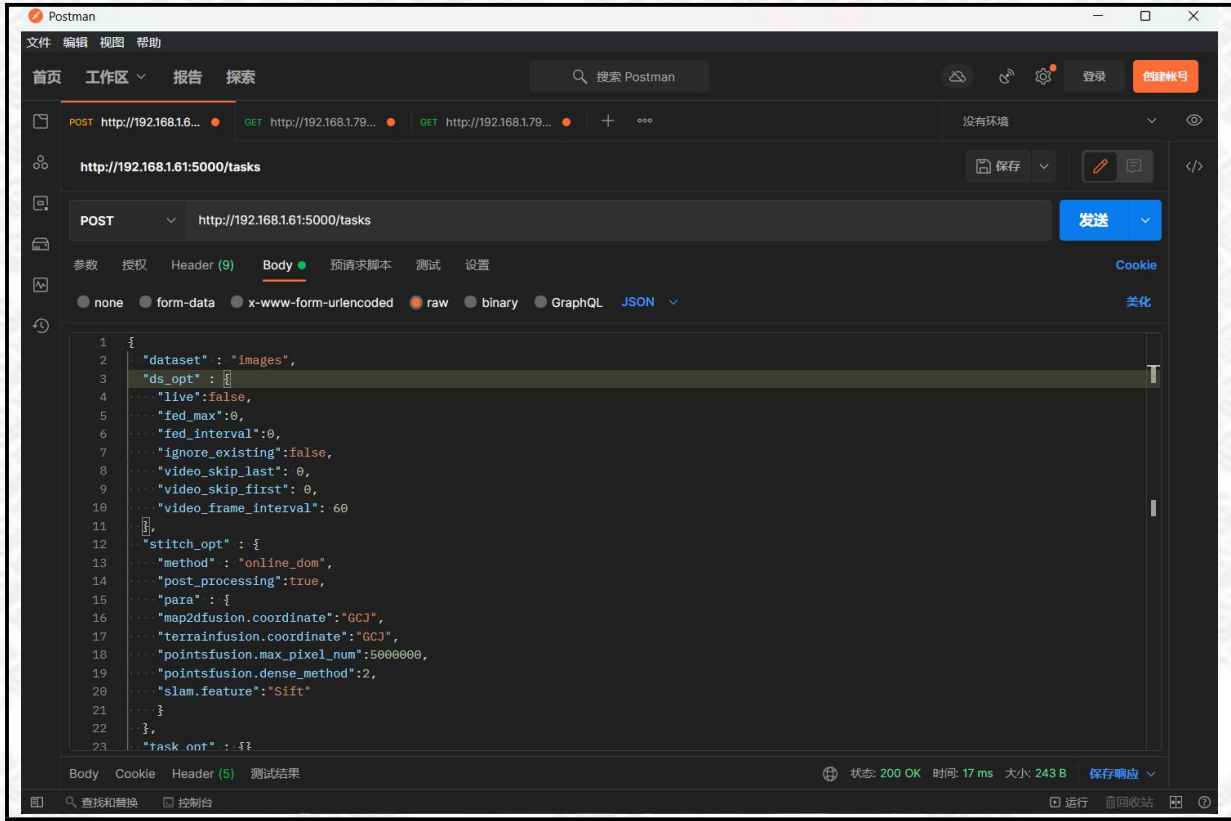 Postman
文件 编辑 视图 帮助
首页 工作区 报告 探索 搜索 Postman 登录 创建帐号
POST http://192.168.1.6... GET http://192.168.1.79... GET http://192.168.1.79... 没有环境
http://192.168.1.61:5000/tasks 保存
POST http://192.168.1.61:5000/tasks 发送
参数 授权 Header (9) Body 预请求脚本 测试 设置 Cookie
none form-data x-www-form-urlencoded raw binary GraphQL JSON 美化
1 {
2 "dataset" : "images",
3 "ds_opt" : {
4 "live":false,
5 "fed_max":0,
6 "fed_interval":0,
7 "ignore_existing":false,
8 "video_skip_last": 0,
9 "video_skip_first": 0,
10 "video_frame_interval": 60
11 },
12 "stitch_opt" : {
13 "method" : "online_dom",
14 "post_processing":true,
15 "para" : {
16 "map2dfusion.coordinate":"GCJ",
17 "terrainfusion.coordinate":"GCJ",
18 "pointsfusion.max_pixel_num":5000000,
19 "pointsfusion.dense_method":2,
20 "slam.feature":"Sift"
21 }
22 },
23 "task_opt" : {}
Body Cookie Header (5) 测试结果 状态: 200 OK 时间: 17 ms 大小: 243 B 保存响应
查找和替换 控制台 运行 回收站